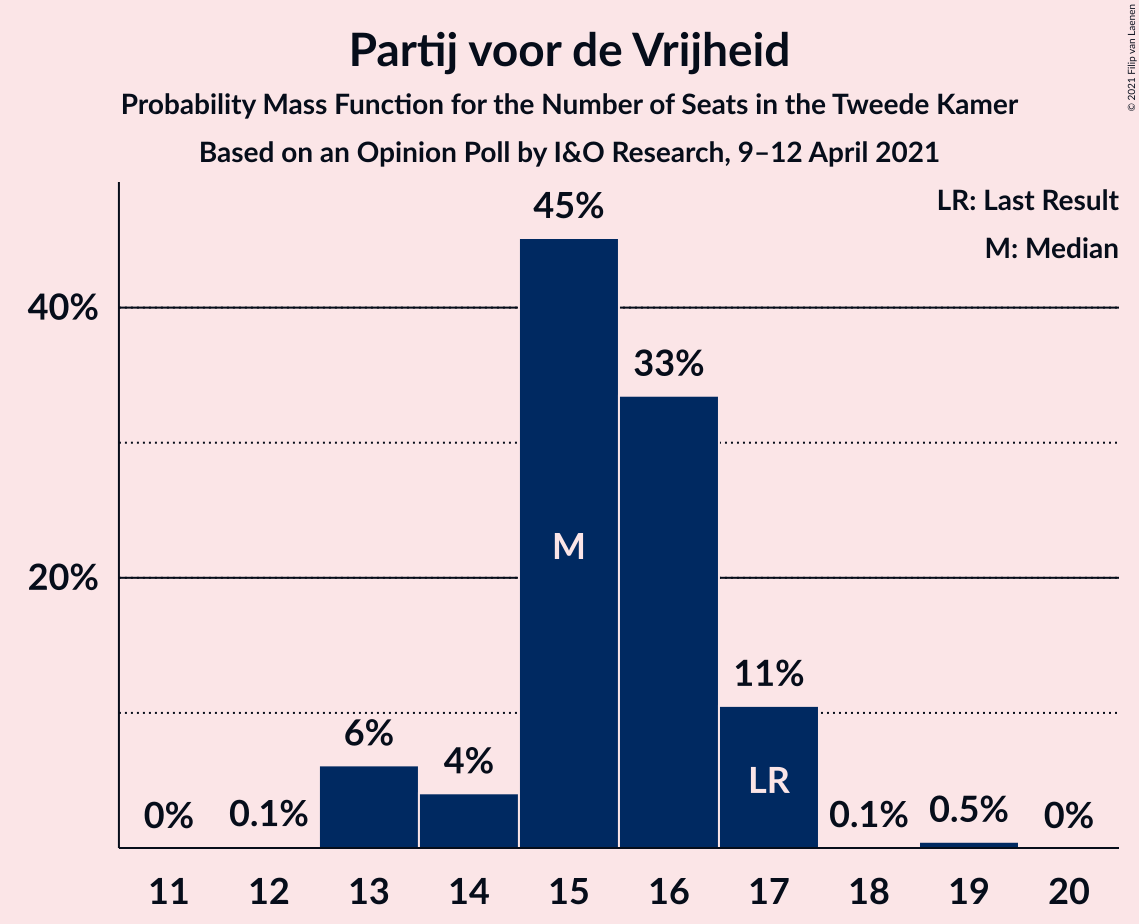 Partij voor de Vrijheid
Probability Mass Function for the Number of Seats in the Tweede Kamer
Based on an Opinion Poll by I&O Research, 9–12 April 2021
© 2021 Filip van Laenen
LR: Last Result
M: Median
45%
40%
33%
M
20%
11%
6%
4%
LR
0%
0.1%
0.1%
0.5%
0%
11 12 13 14 15 16 17 18 19 20